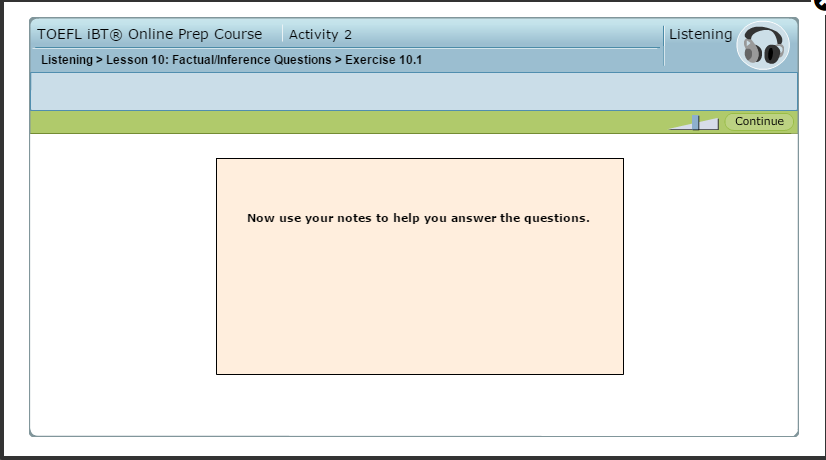 TOEFL iBT® Online Prep Course Activity 2 Listening
Listening > Lesson 10: Factual/Inference Questions > Exercise 10.1
Continue
Now use your notes to help you answer the questions.